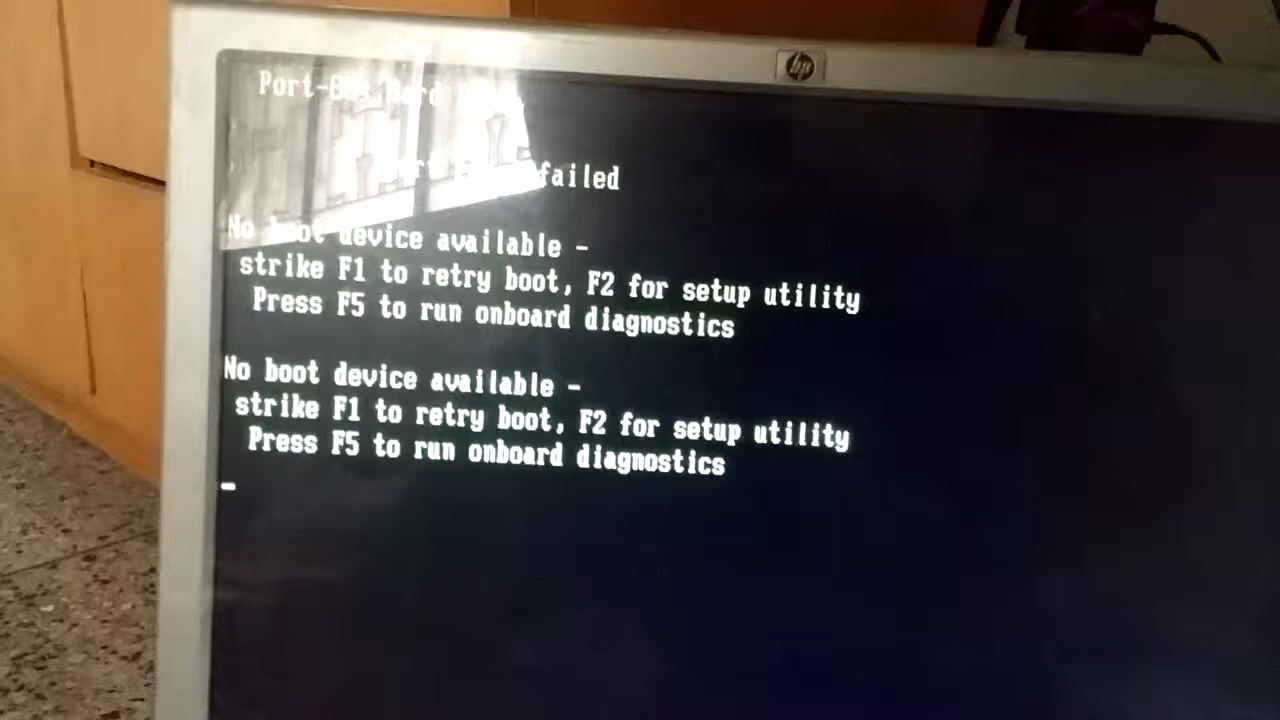 hp
failed
No boot device available -
strike F1 to retry boot, F2 for setup utility
Press F5 to run onboard diagnostics
No boot device available -
strike F1 to retry boot, F2 for setup utility
Press F5 to run onboard diagnostics